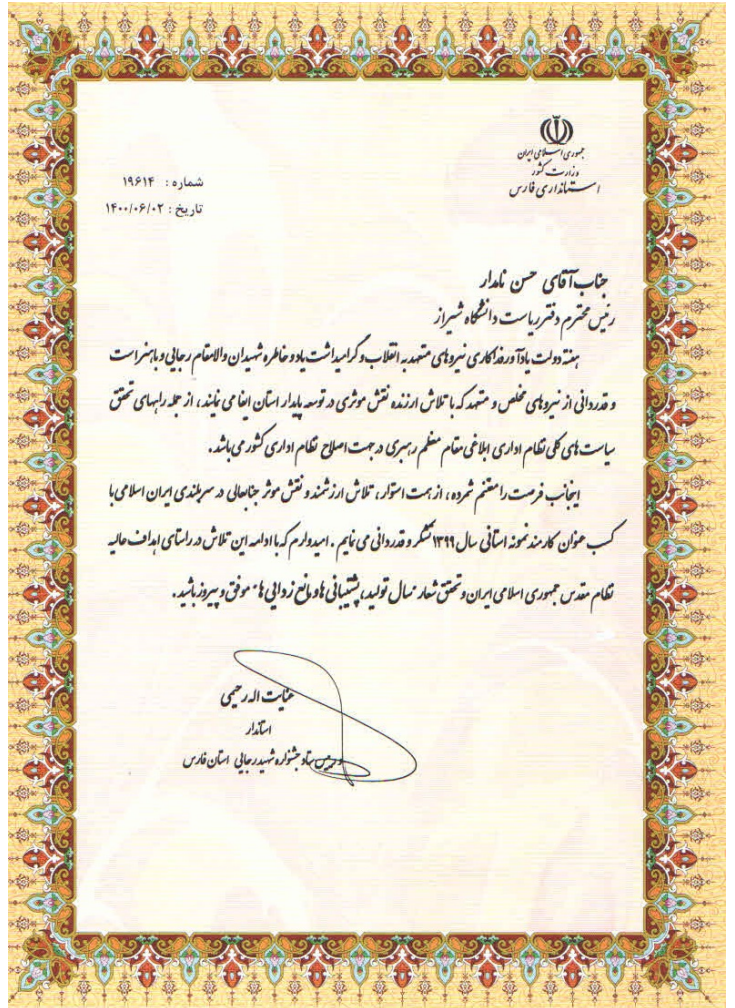 جمهوری اسلامی ایران
وزارت کشور
استانداری فارس
شماره : ۱۹۶۱۴
تاریخ : ۱۴۰۰/۰۶/۰۲
جناب آقای حسن نامدار
رئیس محترم دفتر ریاست دانشگاه شیراز
هفته دولت یادآور فداکاری نیروهای متعهد به انقلاب و گرامیداشت یاد و خاطره شهیدان والامقام رجایی و باهنر است
و قدردانی از نیروهای مخلص و متعهد که با تلاش ارزنده نقش موثری در توسعه پایدار استان ایفا می نمایند ، از جمله راههای تحقق
سیاست های کلی نظام اداری ابلاغی مقام معظم رهبری در جهت اصلاح نظام اداری کشور می باشد .
اینجانب فرصت را مغتنم شمرده ، از همت استوار ، تلاش ارزشمند و نقش موثر جنابعالی در سربلندی ایران اسلامی با
کسب عنوان کارمند نمونه استانی سال ۱۳۹۹ تشکر و قدردانی می نمایم . امیدوارم که با ادامه این تلاش در راستای اهداف عالیه
نظام مقدس جمهوری اسلامی ایران و تحقق شعار "سال تولید، پشتیبانی ها و مانع زدایی ها" موفق و پیروز باشید .
عنایت اله رحیمی
استاندار
و رئیس ستاد جشنواره شهید رجایی استان فارس